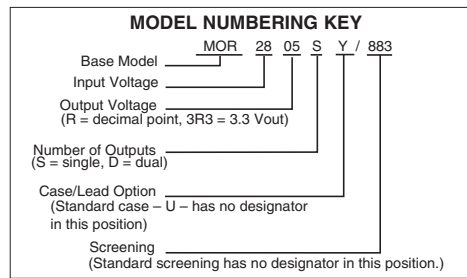 MODEL NUMBERING KEY
MOR 28 05 S Y / 883
Base Model
Input Voltage
Output Voltage
(R = decimal point, 3R3 = 3.3 Vout)
Number of Outputs
(S = single, D = dual)
Case/Lead Option
(Standard case – U – has no designator
in this position)
Screening
(Standard screening has no designator in this position.)